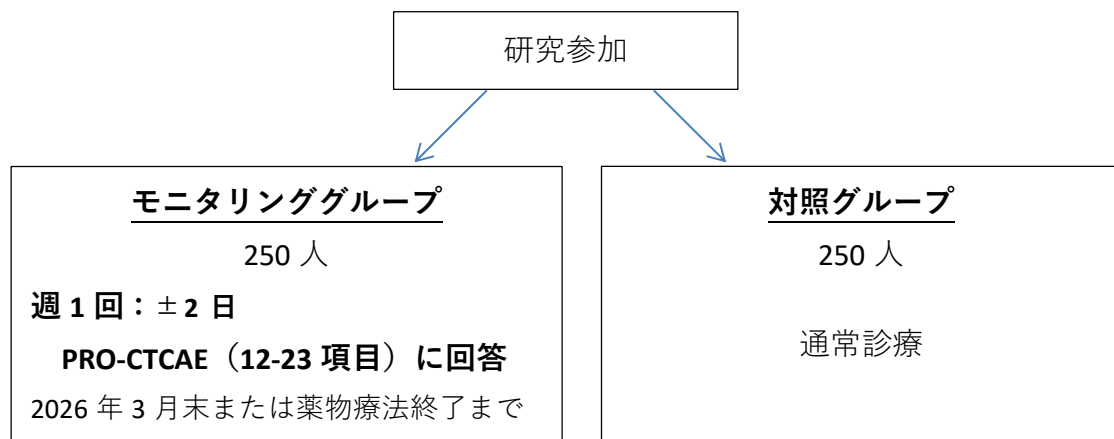 研究参加
モニタリンググループ
250 人
週 1 回：±2 日
PRO-CTCAE（12-23 項目）に回答
2026 年 3 月末または薬物療法終了まで
対照グループ
250 人
通常診療